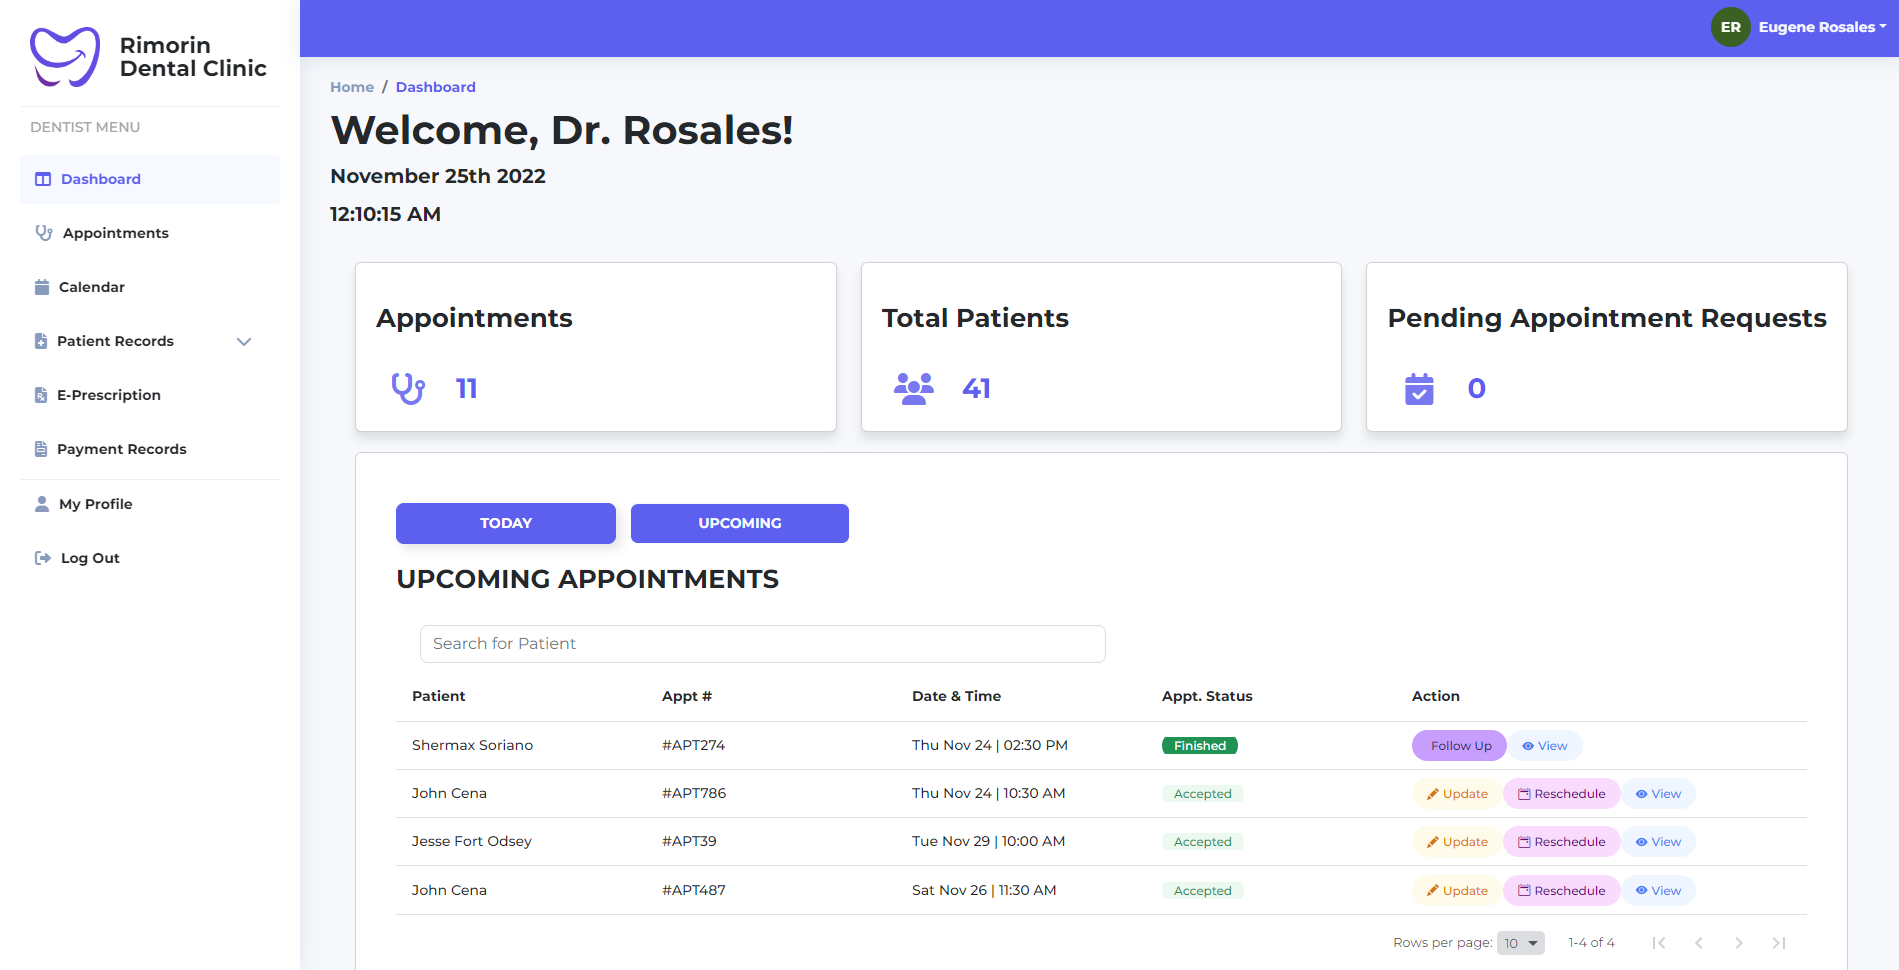 Rimorin
Dental Clinic
ER Eugene Rosales
DENTIST MENU
Dashboard
Appointments
Calendar
Patient Records
E-Prescription
Payment Records
My Profile
Log Out
Home / Dashboard
Welcome, Dr. Rosales!
November 25th 2022
12:10:15 AM
Appointments
11
Total Patients
41
Pending Appointment Requests
0
TODAY UPCOMING
UPCOMING APPOINTMENTS
Search for Patient
Patient Appt # Date & Time Appt. Status Action
Shermax Soriano #APT274 Thu Nov 24 | 02:30 PM Finished Follow Up View
John Cena #APT786 Thu Nov 24 | 10:30 AM Accepted Update Reschedule View
Jesse Fort Odsey #APT39 Tue Nov 29 | 10:00 AM Accepted Update Reschedule View
John Cena #APT487 Sat Nov 26 | 11:30 AM Accepted Update Reschedule View
Rows per page: 10 1-4 of 4